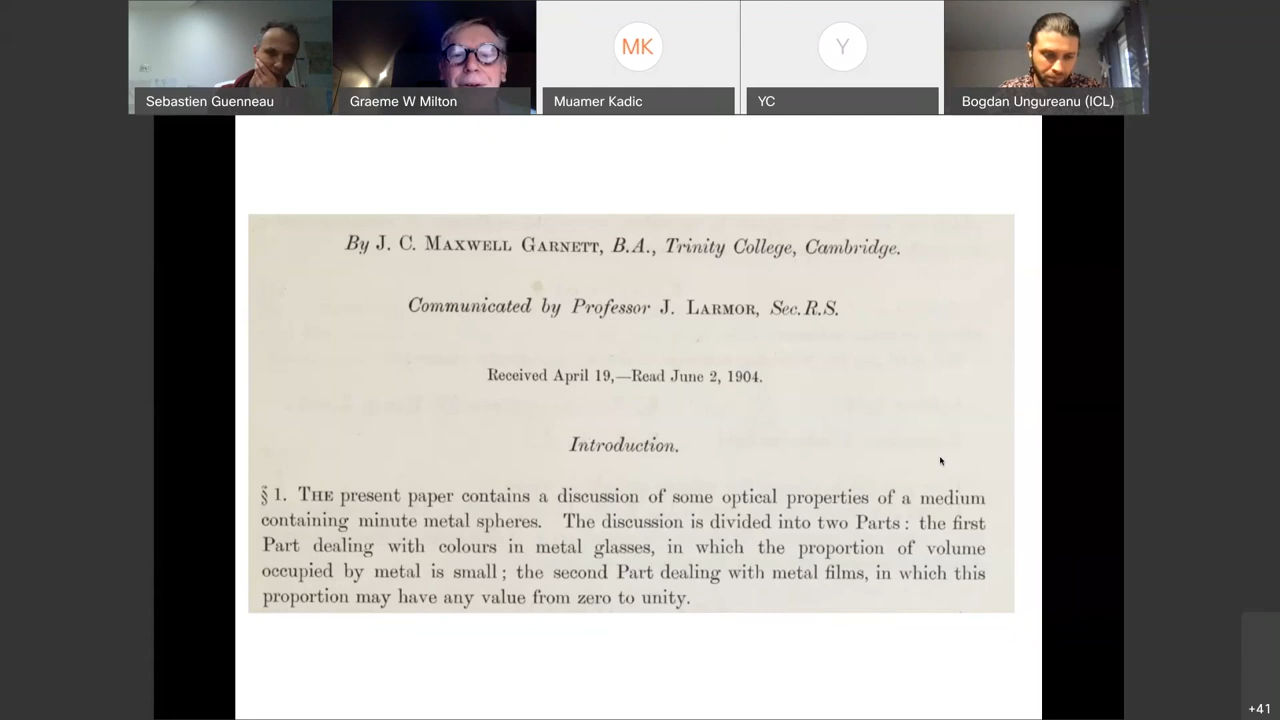 MK
Y
Sebastien Guenneau
Graeme W Milton
Muamer Kadic
YC
Bogdan Ungureanu (ICL)
By J. C. MAXWELL GARNETT, B.A., Trinity College, Cambridge.
Communicated by Professor J. LARMOR, Sec. R.S.
Received April 19,—Read June 2, 1904.
Introduction.
§ 1. THE present paper contains a discussion of some optical properties of a medium
containing minute metal spheres. The discussion is divided into two Parts : the first
Part dealing with colours in metal glasses, in which the proportion of volume
occupied by metal is small ; the second Part dealing with metal films, in which this
proportion may have any value from zero to unity.
+41